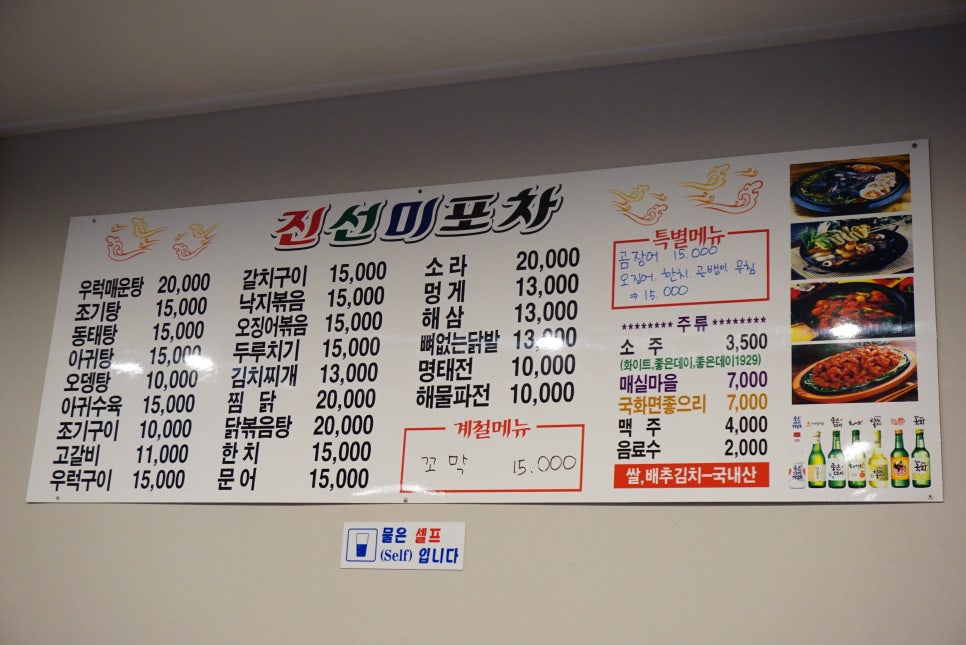 진선미포차
우럭매운탕 20,000
조기탕 15,000
동태탕 15,000
아귀탕 15,000
오뎅탕 10,000
아귀수육 15,000
조기구이 10,000
고갈비 11,000
우럭구이 15,000
갈치구이 15,000
낙지볶음 15,000
오징어볶음 15,000
두루치기 15,000
김치찌개 13,000
찜 닭 20,000
닭볶음탕 20,000
한 치 15,000
문 어 15,000
소 라 20,000
멍 게 13,000
해 삼 13,000
뼈없는닭발 13,000
명태전 10,000
해물파전 10,000
계절메뉴
꼬막 15.000
특별메뉴
곰장어 15.000
오징어. 한치. 골뱅이 무침
⇒ 15.000
******** 주 류 ********
소 주 3,500
(화이트,좋은데이,좋은데이1929)
매실마을 7,000
국화면좋으리 7,000
맥 주 4,000
음료수 2,000
쌀,배추김치-국내산
물은 셀프
(Self) 입니다